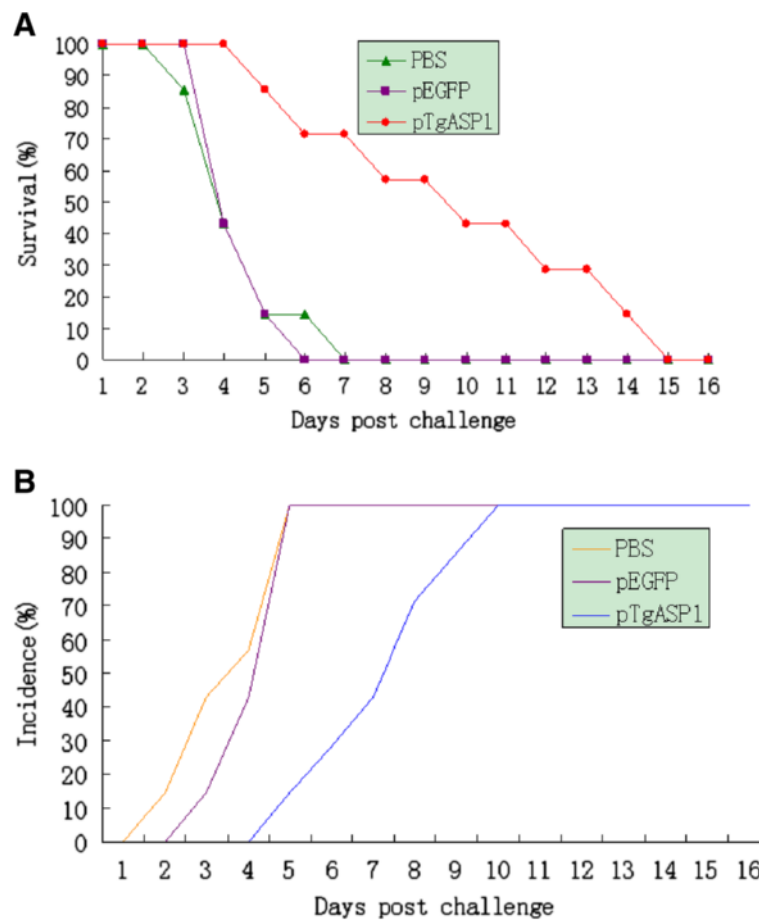 A
100
90
80
70
60
50
40
30
20
10
0
Survival(%)
PBS
pEGFP
pTgASP1
1 2 3 4 5 6 7 8 9 10 11 12 13 14 15 16
Days post challenge
B
100
90
80
70
60
50
40
30
20
10
0
Incidence(%)
PBS
pEGFP
pTgASP1
1 2 3 4 5 6 7 8 9 10 11 12 13 14 15 16
Days post challenge